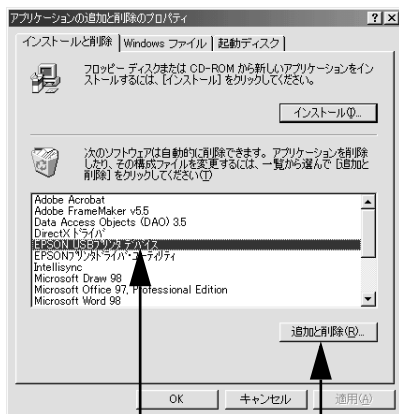 アプリケーションの追加と削除のプロパティ
インストールと削除 Windows ファイル 起動ディスク
フロッピー ディスクまたは CD-ROM から新しいアプリケーションをイン
ストールするには、[インストール] をクリックしてください。
インストール(I)...
次のソフトウェアは自動的に削除できます。アプリケーションを削除
したり、その構成ファイルを変更するには、一覧から選んで [追加と
削除] をクリックしてください(T)
Adobe Acrobat
Adobe FrameMaker v5.5
Data Access Objects (DAO) 3.5
DirectX ドライバ
EPSON USBプリンタ デバイス
EPSONプリンタドライバ・ユーティリティ
Intellisync
Microsoft Draw 98
Microsoft Office 97, Professional Edition
Microsoft Word 98
追加と削除(R)...
OK キャンセル 適用(A)